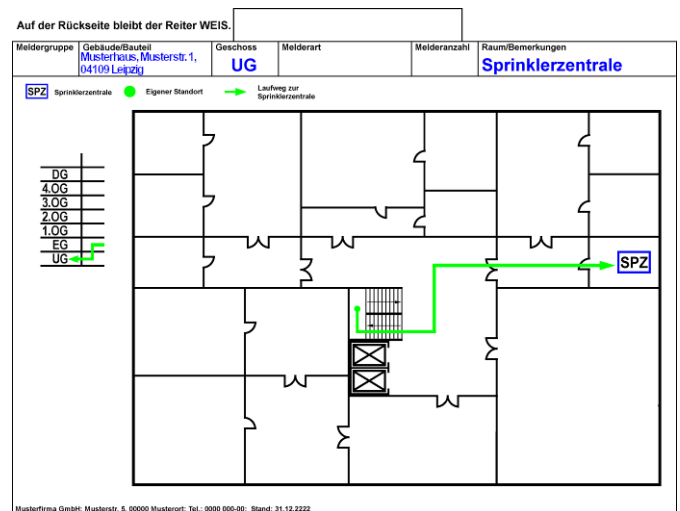 Auf der Rückseite bleibt der Reiter WEIS.
Meldergruppe
Gebäude/Bauteil
Musterhaus, Musterstr. 1,
04109 Leipzig
Geschoss
UG
Melderart
Melderanzahl
Raum/Bemerkungen
Sprinklerzentrale
SPZ Sprinklerzentrale
Eigener Standort
Laufweg zur
Sprinklerzentrale
DG
4.OG
3.OG
2.OG
1.OG
EG
UG
SPZ
Musterfirma GmbH: Musterstr. 5, 00000 Musterort: Tel.: 0000 000-00: Stand: 31.12.2222